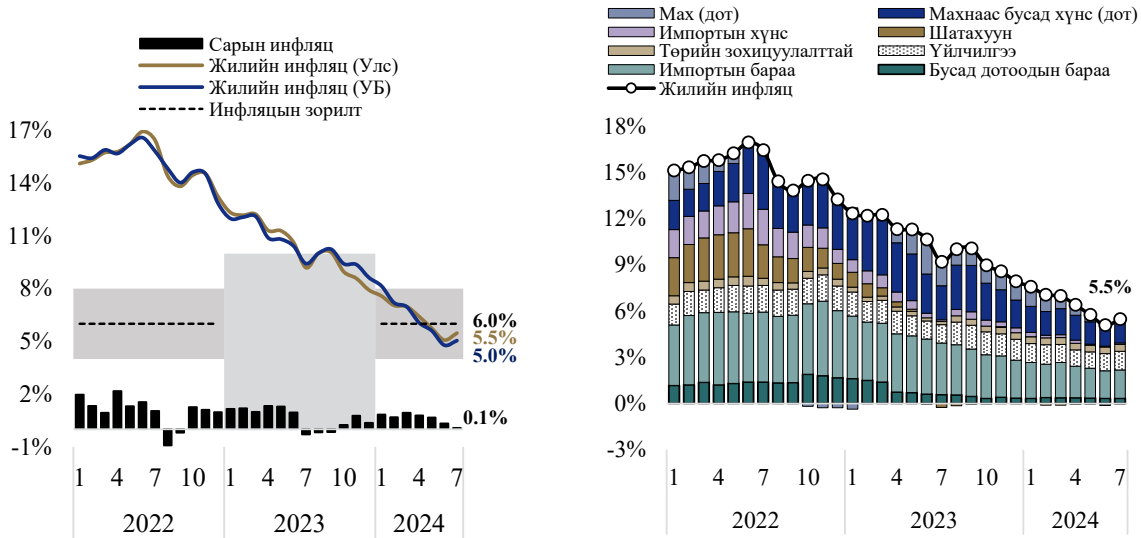 Сарын инфляц
Жилийн инфляц (Улс)
Жилийн инфляц (УБ)
Инфляцын зорилт
17%
14%
11%
8%
5%
2%
-1%
6.0%
5.5%
5.0%
0.1%
1 4 7 10 1 4 7 10 1 4 7
2022 2023 2024
Мах (дот) Махнаас бусад хүнс (дот)
Импортын хүнс Шатахуун
Төрийн зохицуулалттай Үйлчилгээ
Импортын бараа Бусад дотоодын бараа
Жилийн инфляц
18%
15%
12%
9%
6%
3%
0%
-3%
5.5%
1 4 7 10 1 4 7 10 1 4 7
2022 2023 2024